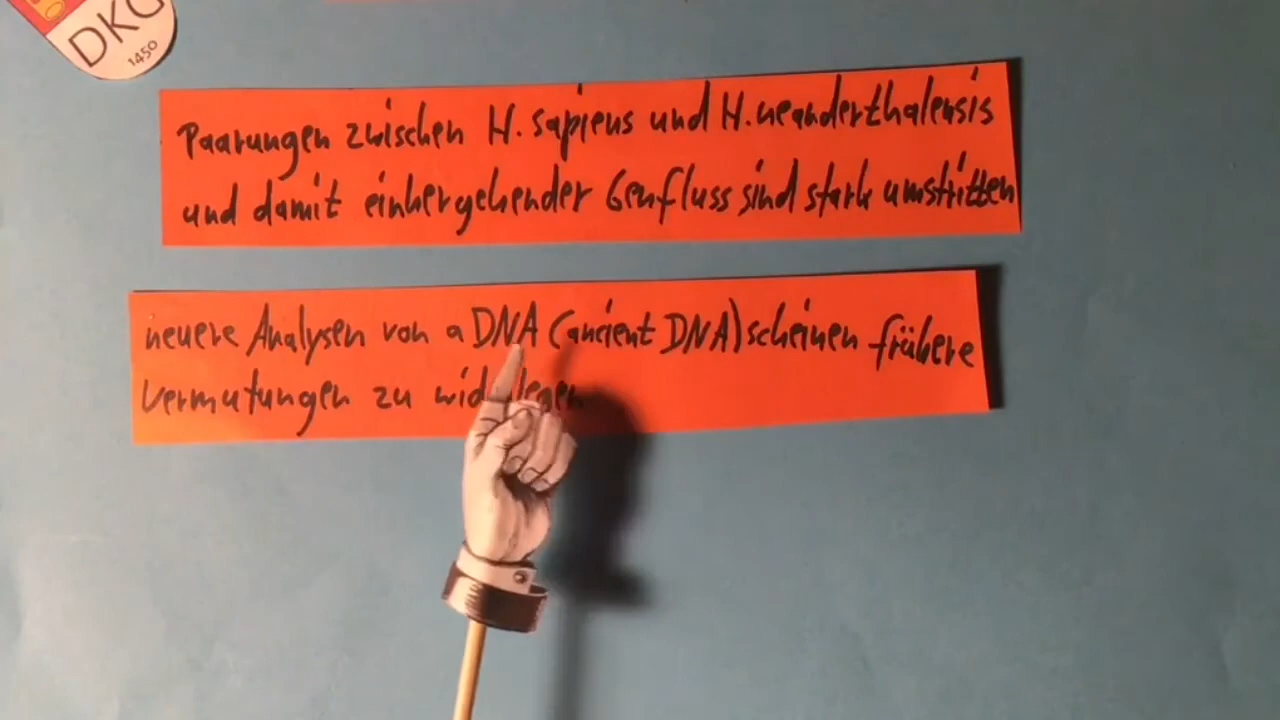 DKG
1450
Paarungen zwischen H. sapiens und H. neanderthalensis
und damit einhergehender Genfluss sind stark umstritten
neuere Analysen von aDNA (ancient DNA) scheinen frühere
Vermutungen zu